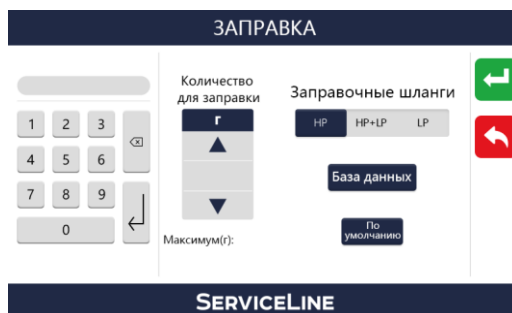 ЗАПРАВКА
Количество
для заправки
г
Максимум(г):
Заправочные шланги
HP HP+LP LP
База данных
По
умолчанию
1 2 3
4 5 6
7 8 9
0
SERVICELINE